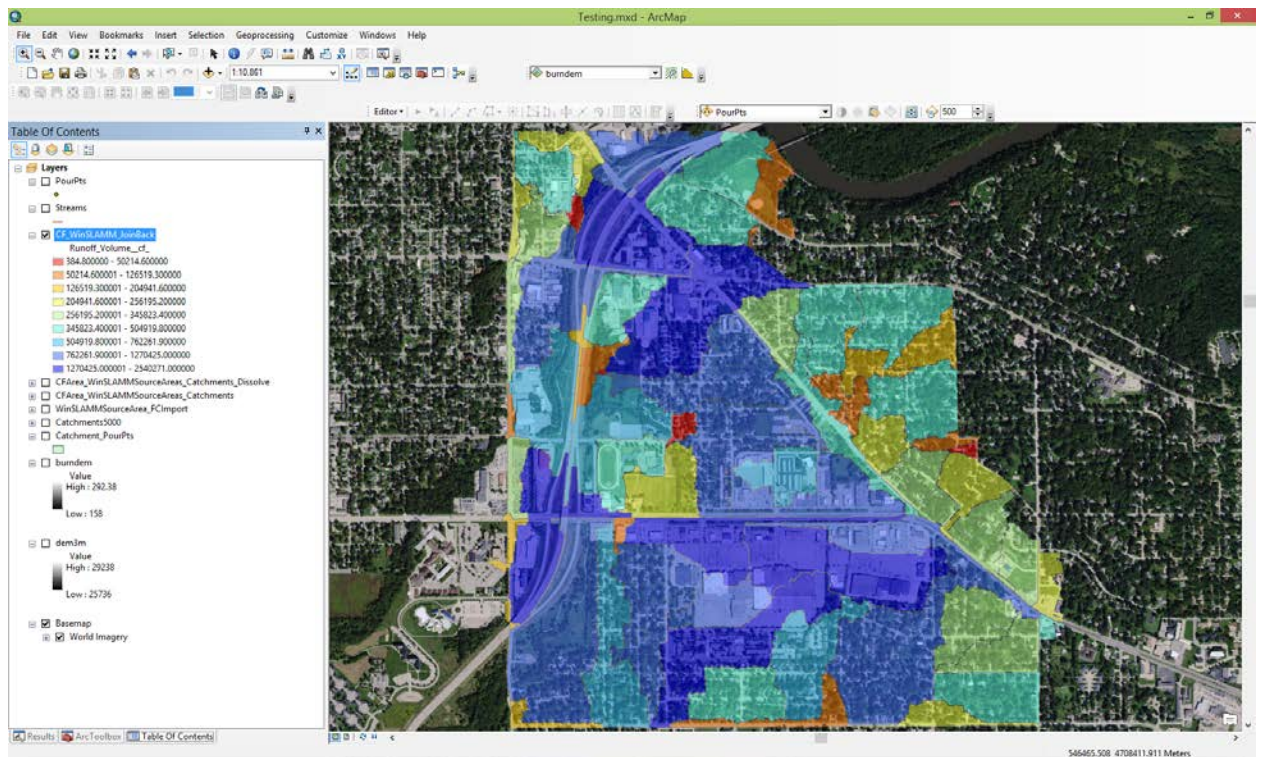 Testing.mxd - ArcMap
File Edit View Bookmarks Insert Selection Geoprocessing Customize Windows Help
1:10,861
burndem
Editor
PourPts
500
Table Of Contents
Layers
PourPts
Streams
CF_WinSLAMM_JoinBack
Runoff_Volume__cf_
384.800000 - 50214.600000
50214.600001 - 126519.300000
126519.300001 - 204941.600000
204941.600001 - 256195.200000
256195.200001 - 345823.400000
345823.400001 - 504919.800000
504919.800001 - 762261.900000
762261.900001 - 1270425.000000
1270425.000001 - 2540271.000000
CFArea_WinSLAMMSourceAreas_Catchments_Dissolve
CFArea_WinSLAMMSourceAreas_Catchments
WinSLAMMSourceArea_FCImport
Catchments5000
Catchment_PourPts
burndem
Value
High : 292.38
Low : 158
dem3m
Value
High : 29238
Low : 25736
Basemap
World Imagery
Results ArcToolbox Table Of Contents
546465.508 4708411.911 Meters